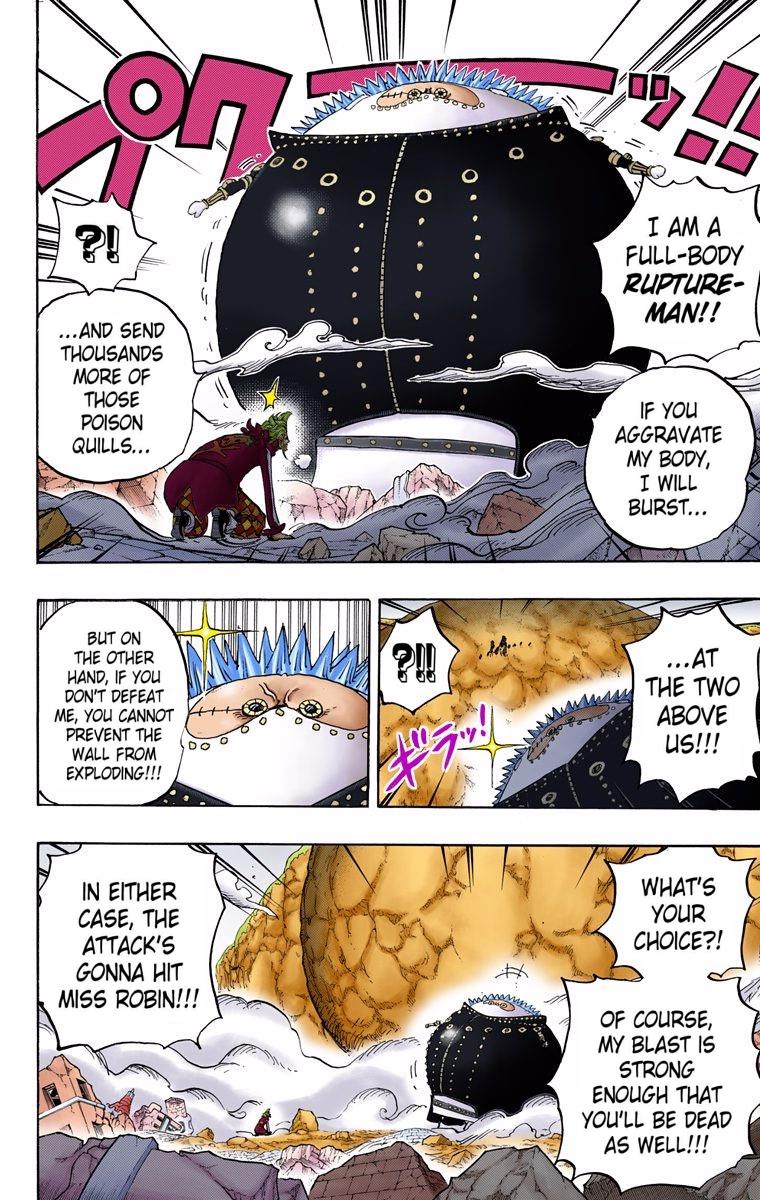 プクーッ!!
I AM A
FULL-BODY
RUPTURE-
MAN!!
IF YOU
AGGRAVATE
MY BODY,
I WILL
BURST...
?!
...AND SEND
THOUSANDS
MORE OF
THOSE
POISON
QUILLS...
...AT
THE TWO
ABOVE
US!!!
?!!
ギラッ!
BUT ON
THE OTHER
HAND, IF YOU
DON'T DEFEAT
ME, YOU CANNOT
PREVENT THE
WALL FROM
EXPLODING!!!
WHAT'S
YOUR
CHOICE?!
OF COURSE,
MY BLAST IS
STRONG
ENOUGH THAT
YOU'LL BE DEAD
AS WELL!!!
IN EITHER
CASE, THE
ATTACK'S
GONNA HIT
MISS ROBIN!!!